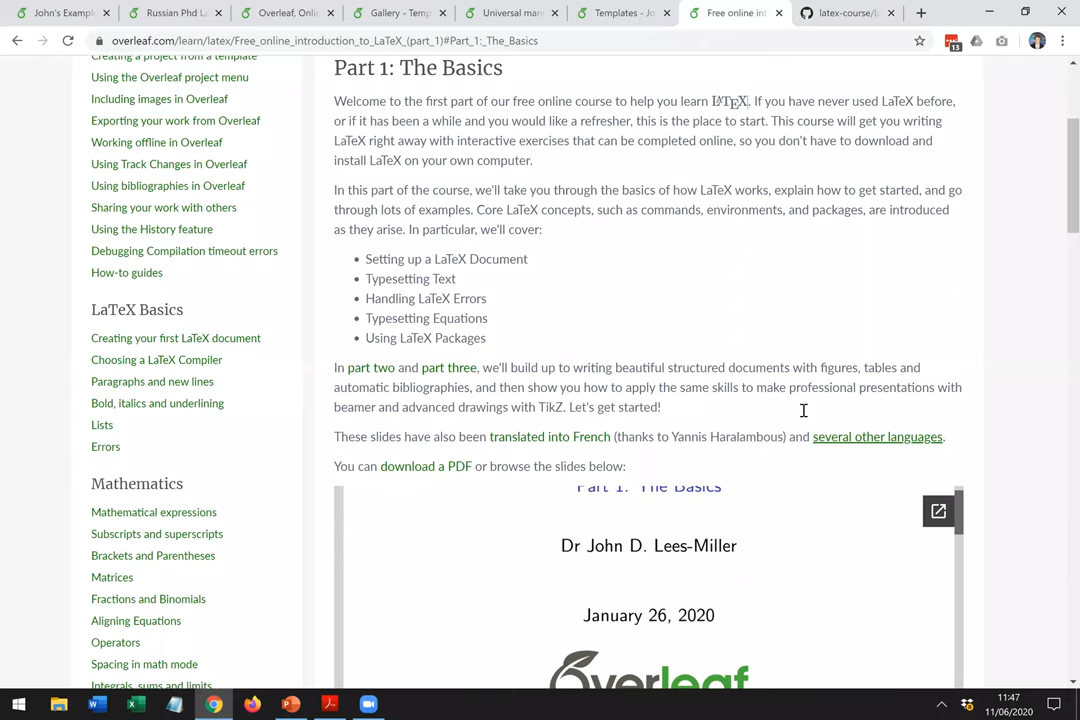 John's Exampl
Russian Phd La
Overleaf, Onli
Gallery - Temp
Universal man
Templates - Jo
Free online int
latex-course/b
overleaf.com/learn/latex/Free_online_introduction_to_LaTeX_(part_1)#Part_1:_The_Basics
13
Creating a project from a template
Using the Overleaf project menu
Including images in Overleaf
Exporting your work from Overleaf
Working offline in Overleaf
Using Track Changes in Overleaf
Using bibliographies in Overleaf
Sharing your work with others
Using the History feature
Debugging Compilation timeout errors
How-to guides
LaTeX Basics
Creating your first LaTeX document
Choosing a LaTeX Compiler
Paragraphs and new lines
Bold, italics and underlining
Lists
Errors
Mathematics
Mathematical expressions
Subscripts and superscripts
Brackets and Parentheses
Matrices
Fractions and Binomials
Aligning Equations
Operators
Spacing in math mode
Integrals, sums and limits
Part 1: The Basics
Welcome to the first part of our free online course to help you learn LATEX. If you have never used LaTeX before,
or if it has been a while and you would like a refresher, this is the place to start. This course will get you writing
LaTeX right away with interactive exercises that can be completed online, so you don't have to download and
install LaTeX on your own computer.
In this part of the course, we'll take you through the basics of how LaTeX works, explain how to get started, and go
through lots of examples. Core LaTeX concepts, such as commands, environments, and packages, are introduced
as they arise. In particular, we'll cover:
• Setting up a LaTeX Document
• Typesetting Text
• Handling LaTeX Errors
• Typesetting Equations
• Using LaTeX Packages
In part two and part three, we'll build up to writing beautiful structured documents with figures, tables and
automatic bibliographies, and then show you how to apply the same skills to make professional presentations with
beamer and advanced drawings with TikZ. Let's get started!
These slides have also been translated into French (thanks to Yannis Haralambous) and several other languages.
You can download a PDF or browse the slides below:
Part 1: The Basics
Dr John D. Lees-Miller
January 26, 2020
Overleaf
11:47
11/06/2020